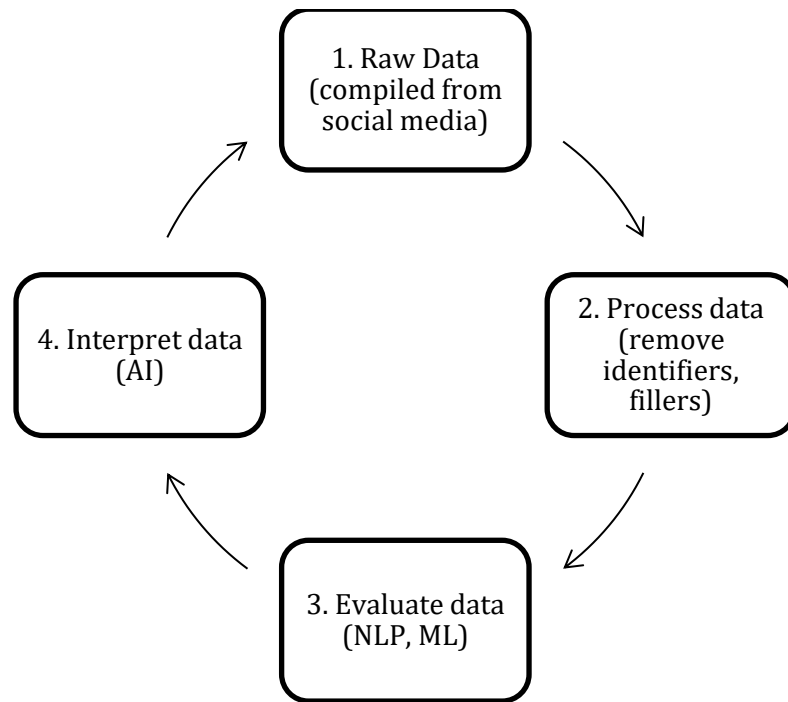 1. Raw Data
(compiled from
social media)
2. Process data
(remove
identifiers,
fillers)
3. Evaluate data
(NLP, ML)
4. Interpret data
(AI)